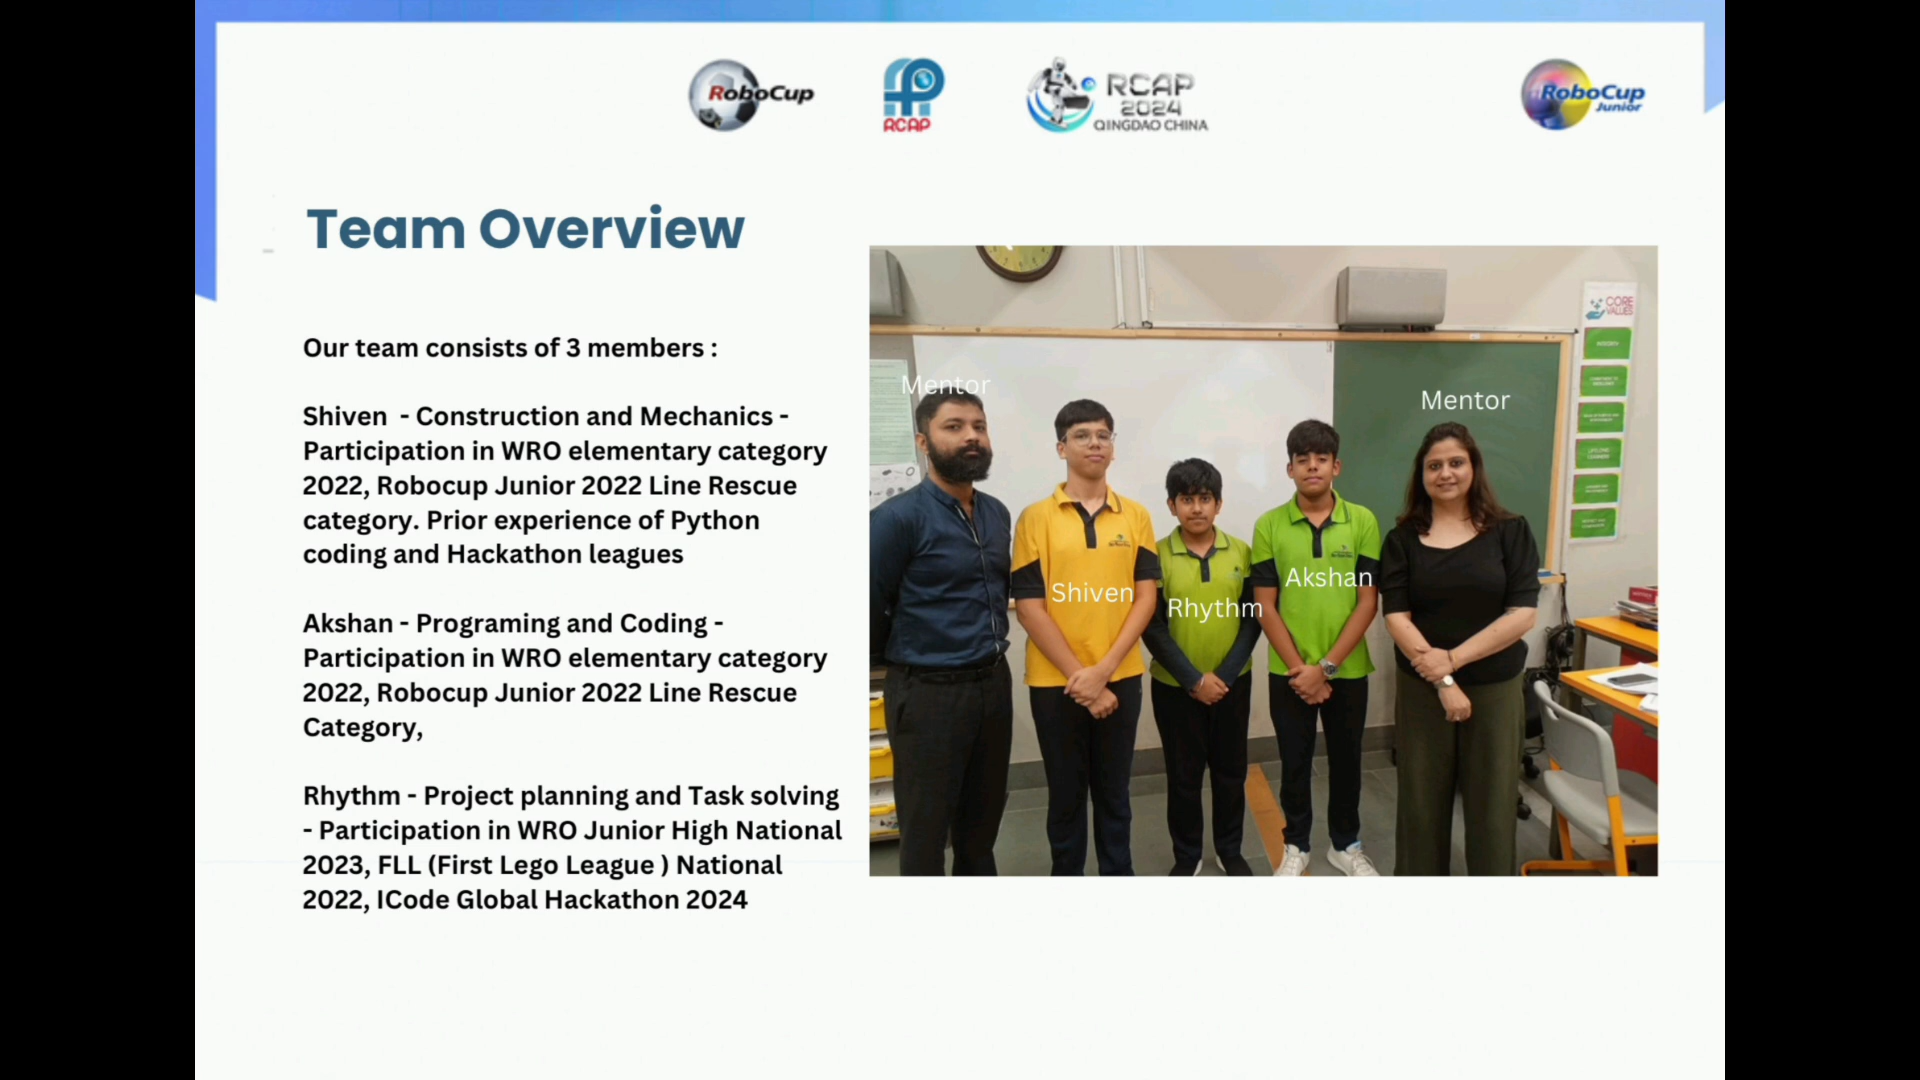 RoboCup
RCAP
RCAP
2024
QINGDAO CHINA
RoboCup
Junior
Team Overview
Our team consists of 3 members :
Shiven - Construction and Mechanics -
Participation in WRO elementary category
2022, Robocup Junior 2022 Line Rescue
category. Prior experience of Python
coding and Hackathon leagues
Akshan - Programing and Coding -
Participation in WRO elementary category
2022, Robocup Junior 2022 Line Rescue
Category,
Rhythm - Project planning and Task solving
- Participation in WRO Junior High National
2023, FLL (First Lego League ) National
2022, ICode Global Hackathon 2024
Mentor
Mentor
Shiven
Rhythm
Akshan
CORE
VALUES